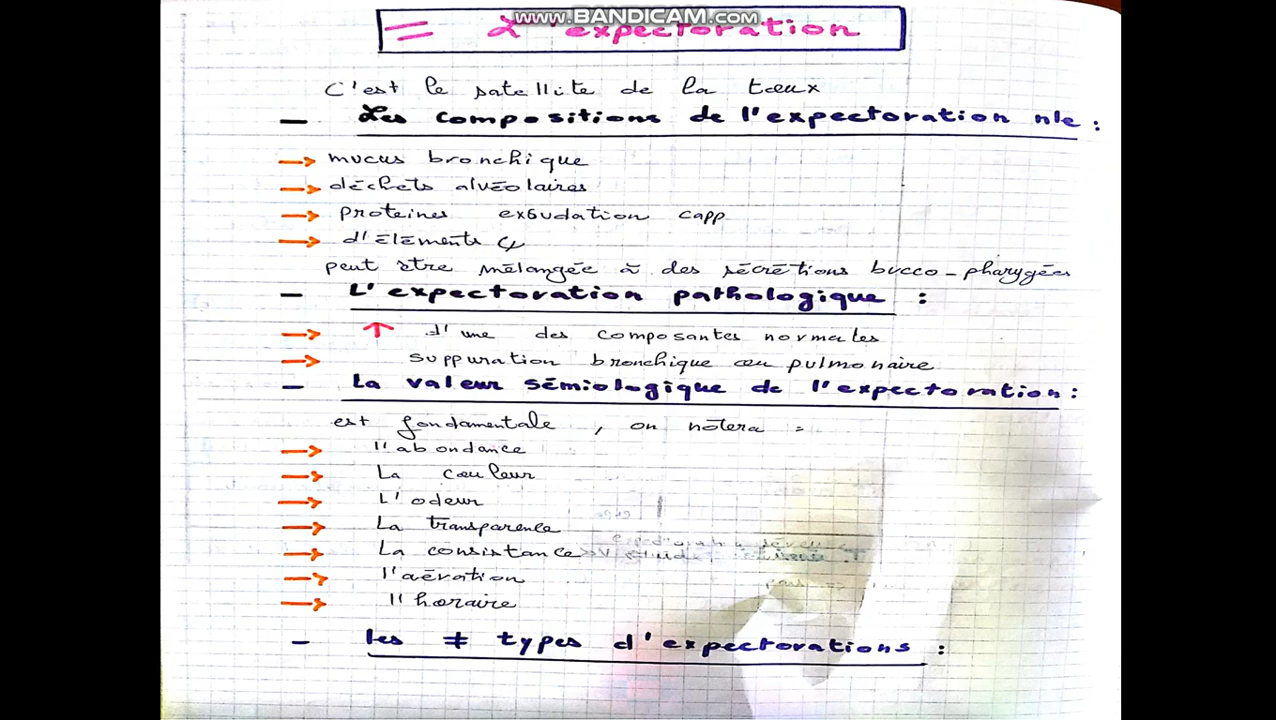 www.BANDICAM.com
= L'expectoration
C'est le satellite de la toux
- Les compositions de l'expectoration nle :
→ mucus bronchique
→ déchets alvéolaires
→ proteines exsudation capp
→ d'élements
peut être mélangée à des sécrétions bucco-pharygées
- L'expectoration pathologique :
→ ↑ d'une des composantes normales
→ suppuration bronchique ou pulmonaire
- La valeur sémiologique de l'expectoration :
est fondamentale, on notera =
→ l'abondance
→ La couleur
→ L'odeur
→ La transparence
→ La consistance
→ l'aération
→ l'horaire
- les ≠ types d'expectorations :